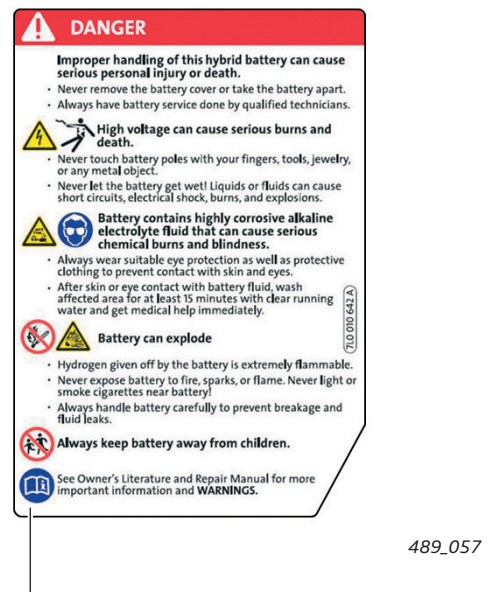 DANGER
Improper handling of this hybrid battery can cause
serious personal injury or death.
· Never remove the battery cover or take the battery apart.
· Always have battery service done by qualified technicians.
High voltage can cause serious burns and
death.
· Never touch battery poles with your fingers, tools, jewelry,
or any metal object.
· Never let the battery get wet! Liquids or fluids can cause
short circuits, electrical shock, burns, and explosions.
Battery contains highly corrosive alkaline
electrolyte fluid that can cause serious
chemical burns and blindness.
· Always wear suitable eye protection as well as protective
clothing to prevent contact with skin and eyes.
· After skin or eye contact with battery fluid, wash
affected area for at least 15 minutes with clear running
water and get medical help immediately.
7L0 010 642 A
Battery can explode
· Hydrogen given off by the battery is extremely flammable.
· Never expose battery to fire, sparks, or flame. Never light or
smoke cigarettes near battery!
· Always handle battery carefully to prevent breakage and
fluid leaks.
Always keep battery away from children.
See Owner's Literature and Repair Manual for more
important information and WARNINGS.
489_057